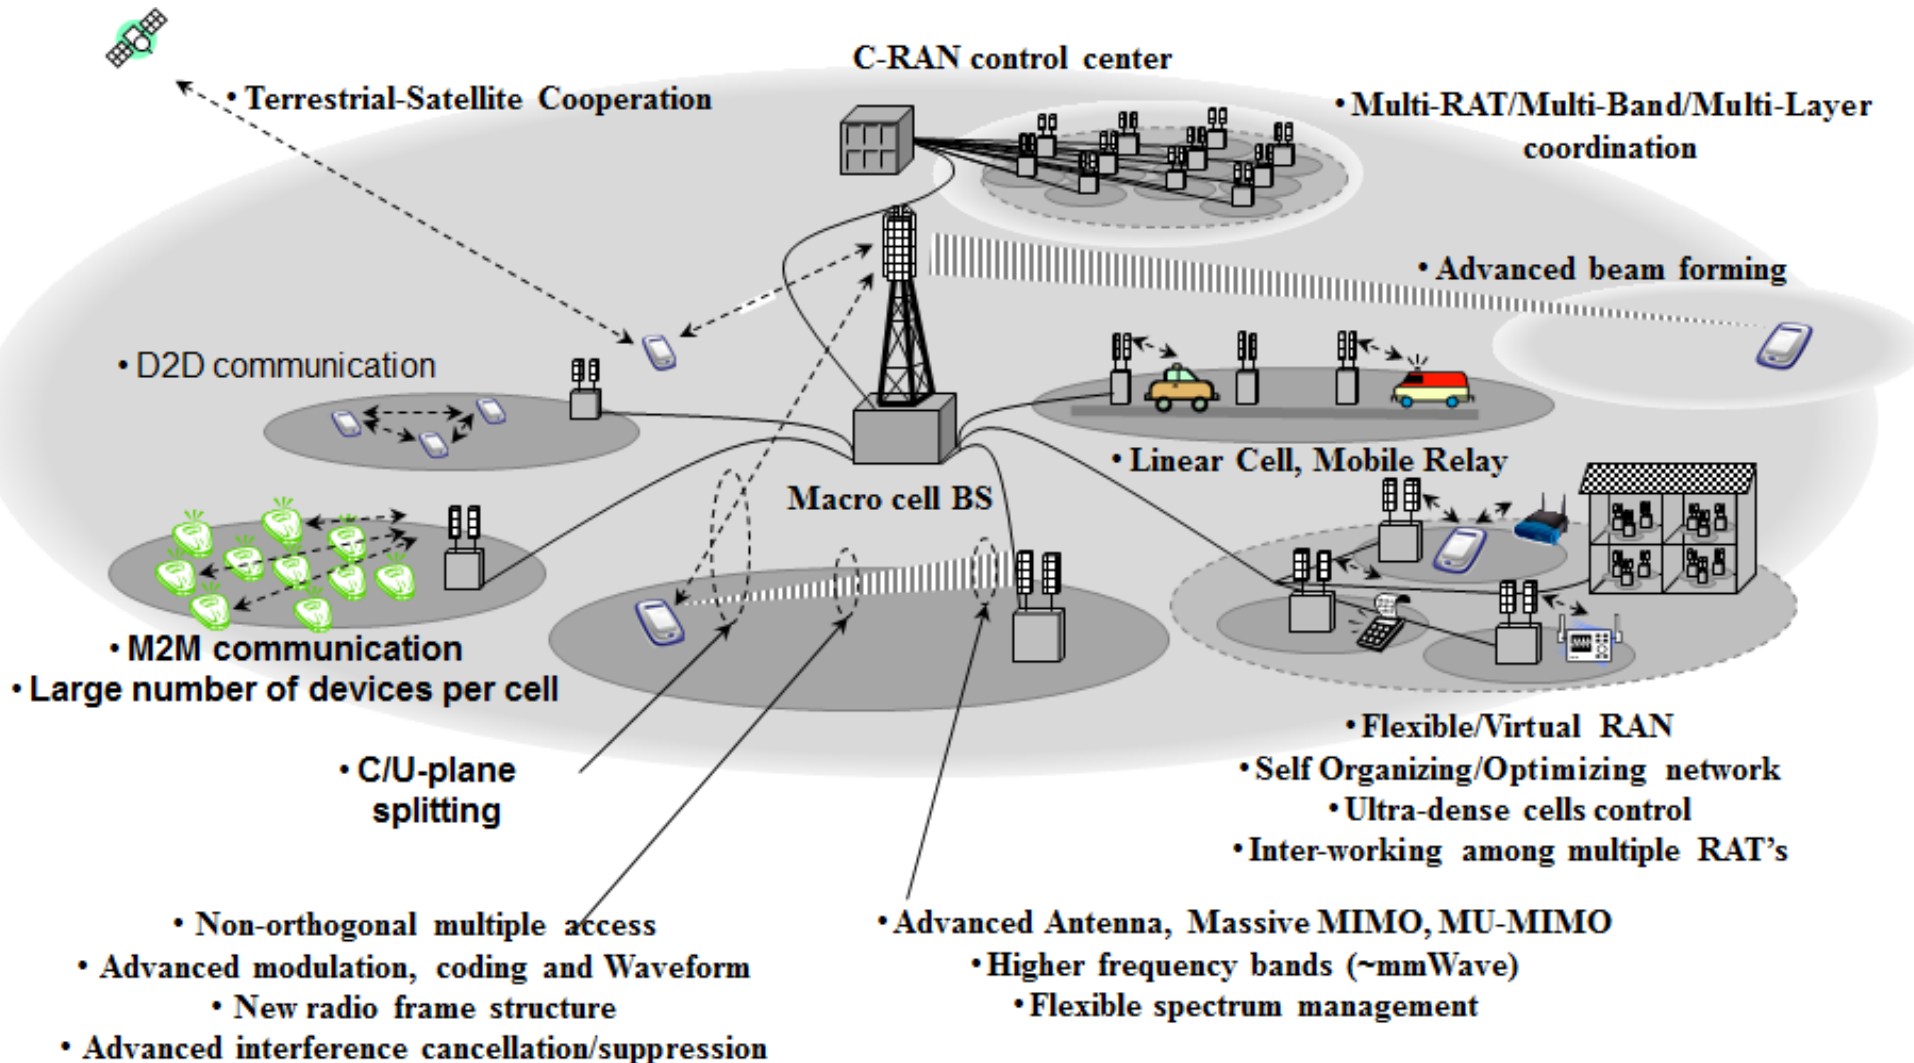 C-RAN control center
• Terrestrial-Satellite Cooperation
• Multi-RAT/Multi-Band/Multi-Layer
coordination
• Advanced beam forming
• D2D communication
• Linear Cell, Mobile Relay
Macro cell BS
• M2M communication
• Large number of devices per cell
• C/U-plane
splitting
• Flexible/Virtual RAN
• Self Organizing/Optimizing network
• Ultra-dense cells control
• Inter-working among multiple RAT’s
• Non-orthogonal multiple access
• Advanced modulation, coding and Waveform
• New radio frame structure
• Advanced interference cancellation/suppression
• Advanced Antenna, Massive MIMO, MU-MIMO
• Higher frequency bands (~mmWave)
• Flexible spectrum management